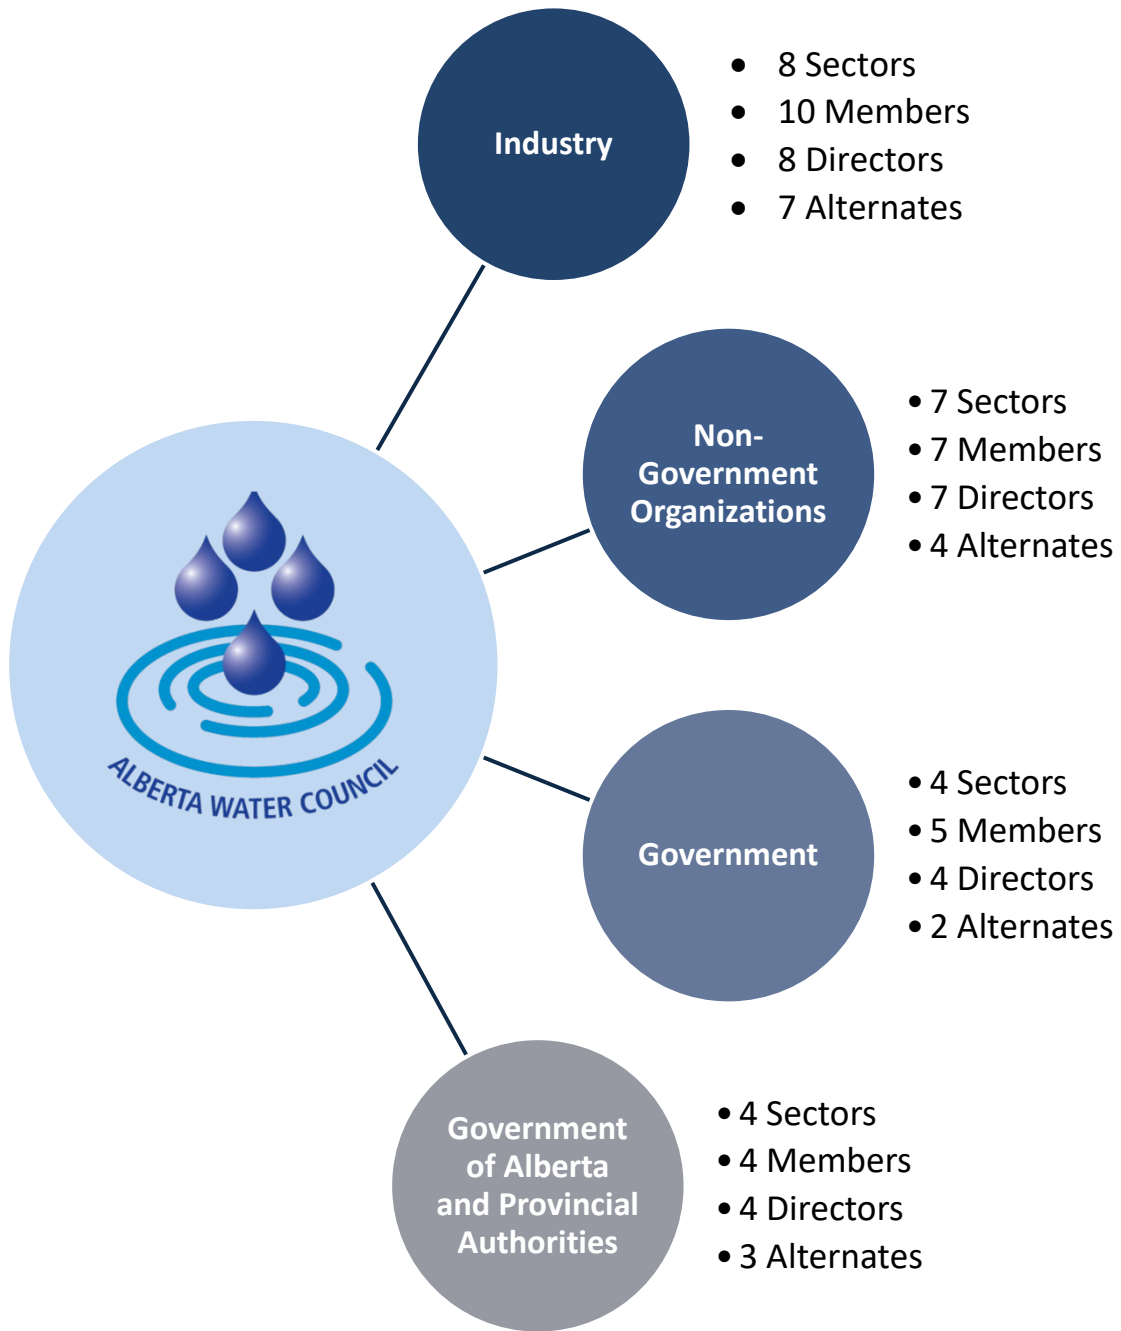 Industry
• 8 Sectors
• 10 Members
• 8 Directors
• 7 Alternates
Non-
Government
Organizations
• 7 Sectors
• 7 Members
• 7 Directors
• 4 Alternates
ALBERTA WATER COUNCIL
Government
• 4 Sectors
• 5 Members
• 4 Directors
• 2 Alternates
Government
of Alberta
and Provincial
Authorities
• 4 Sectors
• 4 Members
• 4 Directors
• 3 Alternates